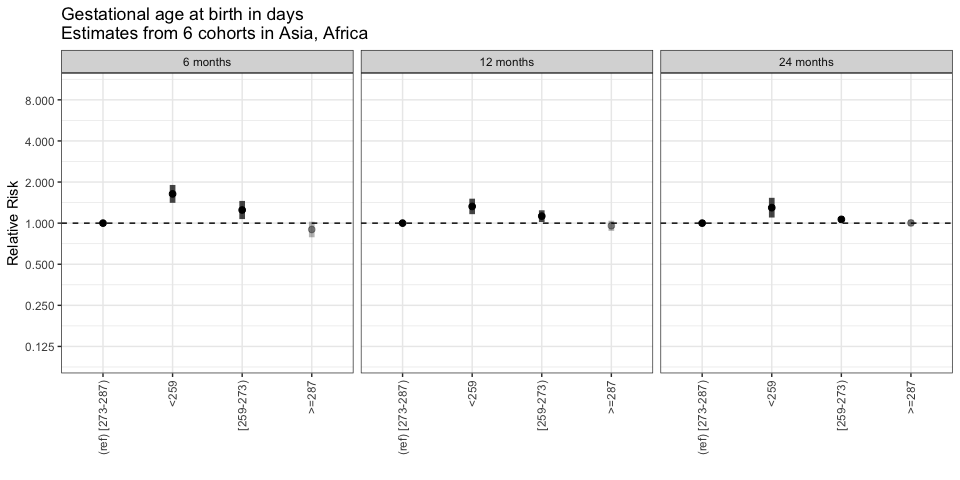 Gestational age at birth in days
Estimates from 6 cohorts in Asia, Africa
6 months
12 months
24 months
Relative Risk
8.000
4.000
2.000
1.000
0.500
0.250
0.125
(ref) [273-287)
<259
[259-273)
>=287
(ref) [273-287)
<259
[259-273)
>=287
(ref) [273-287)
<259
[259-273)
>=287